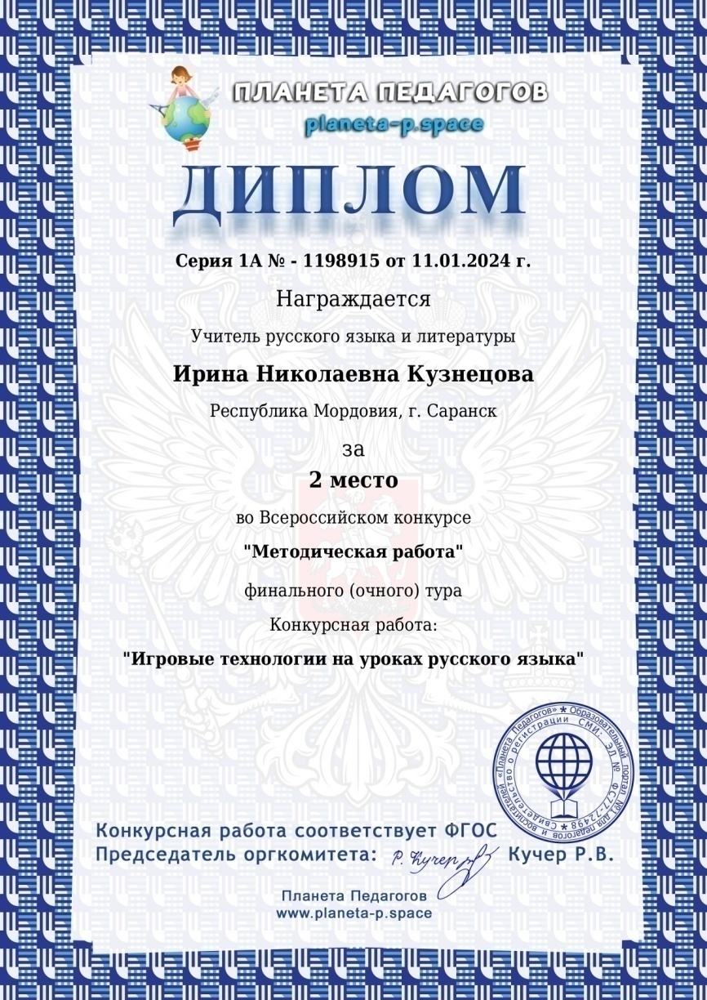 ПЛАНЕТА ПЕДАГОГОВ
planeta-p.space
ДИПЛОМ
Серия 1А № - 1198915 от 11.01.2024 г.
Награждается
Учитель русского языка и литературы
Ирина Николаевна Кузнецова
Республика Мордовия, г. Саранск
за
2 место
во Всероссийском конкурсе
"Методическая работа"
финального (очного) тура
Конкурсная работа:
"Игровые технологии на уроках русского языка"
«Планета Педагогов» * Образовательный портал №1 для педагогов и воспитателей
* Свидетельство о регистрации СМИ: ЭЛ № ФС77-72498
Конкурсная работа соответствует ФГОС
Председатель оргкомитета: Р. Кучер Кучер Р.В.
Планета Педагогов
www.planeta-p.space